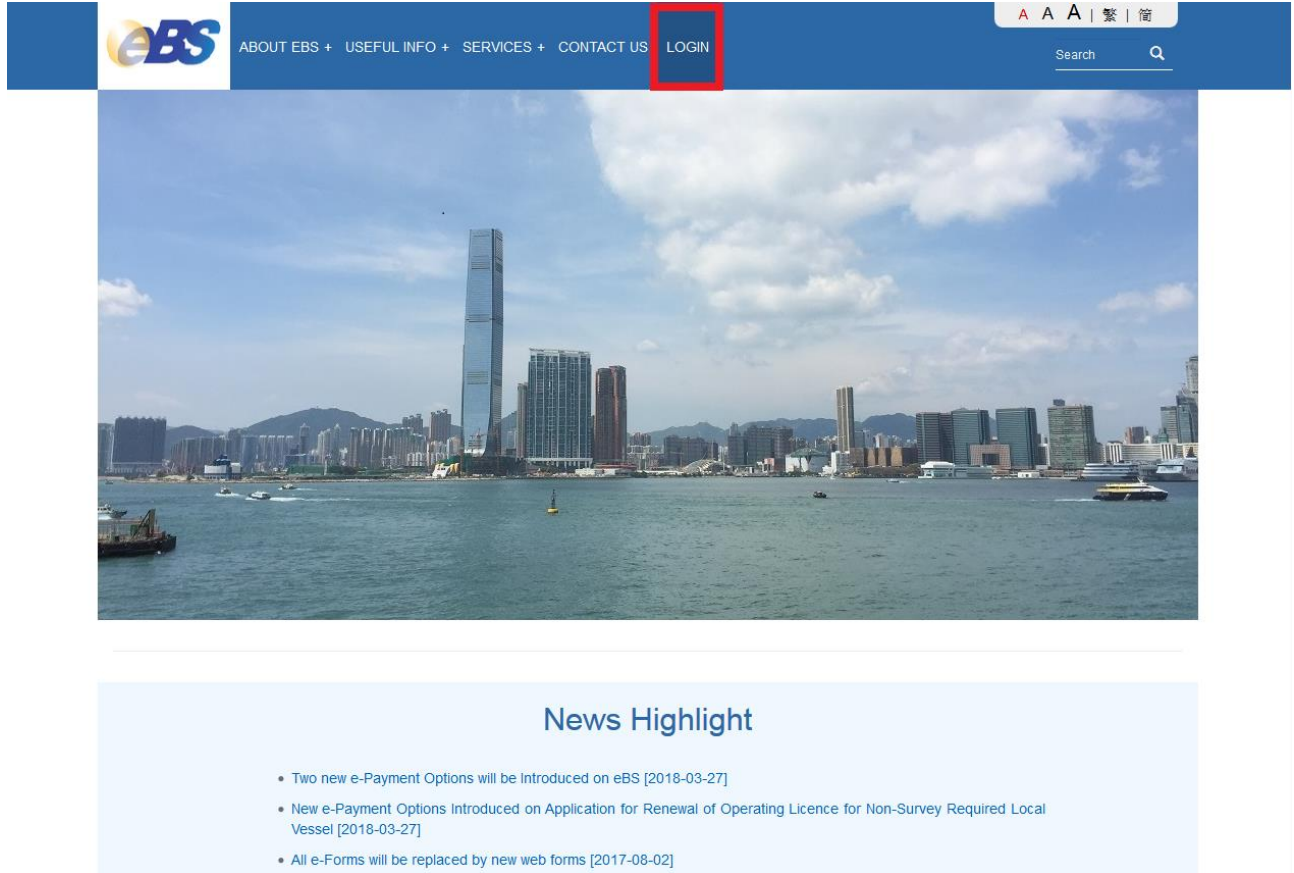 eBS
ABOUT EBS + USEFUL INFO + SERVICES + CONTACT US LOGIN
A A A | 繁 | 简
Search
News Highlight
Two new e-Payment Options will be Introduced on eBS [2018-03-27]
New e-Payment Options Introduced on Application for Renewal of Operating Licence for Non-Survey Required Local
Vessel [2018-03-27]
All e-Forms will be replaced by new web forms [2017-08-02]